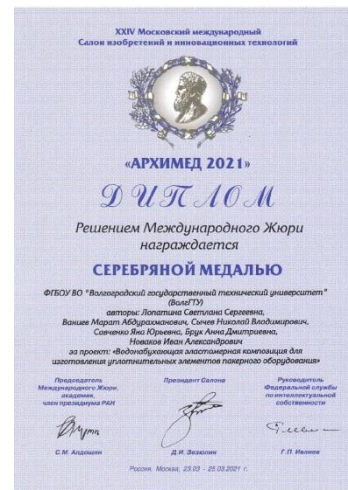 XXIV Московский международный
Салон изобретений и инновационных технологий
«АРХИМЕД 2021»
ДИПЛОМ
Решением Международного Жюри
награждается
СЕРЕБРЯНОЙ МЕДАЛЬЮ
ФГБОУ ВО "Волгоградский государственный технический университет"
(ВолгГТУ)
авторы: Лопатина Светлана Сергеевна,
Ваниев Марат Абдурахманович, Сычев Николай Владимирович,
Савченко Яна Юрьевна, Брук Анна Дмитриевна,
Новаков Иван Александрович
за проект: «Водонабухающая эластомерная композиция для
изготовления уплотнительных элементов пакерного оборудования»
Председатель
Международного Жюри,
академик,
член президиума РАН
С.М. Алдошин
Президент Салона
Д.И. Зезюлин
Руководитель
Федеральной службы
по интеллектуальной
собственности
Г.П. Ивлиев
Россия. Москва, 23.03 - 25.03.2021 г.